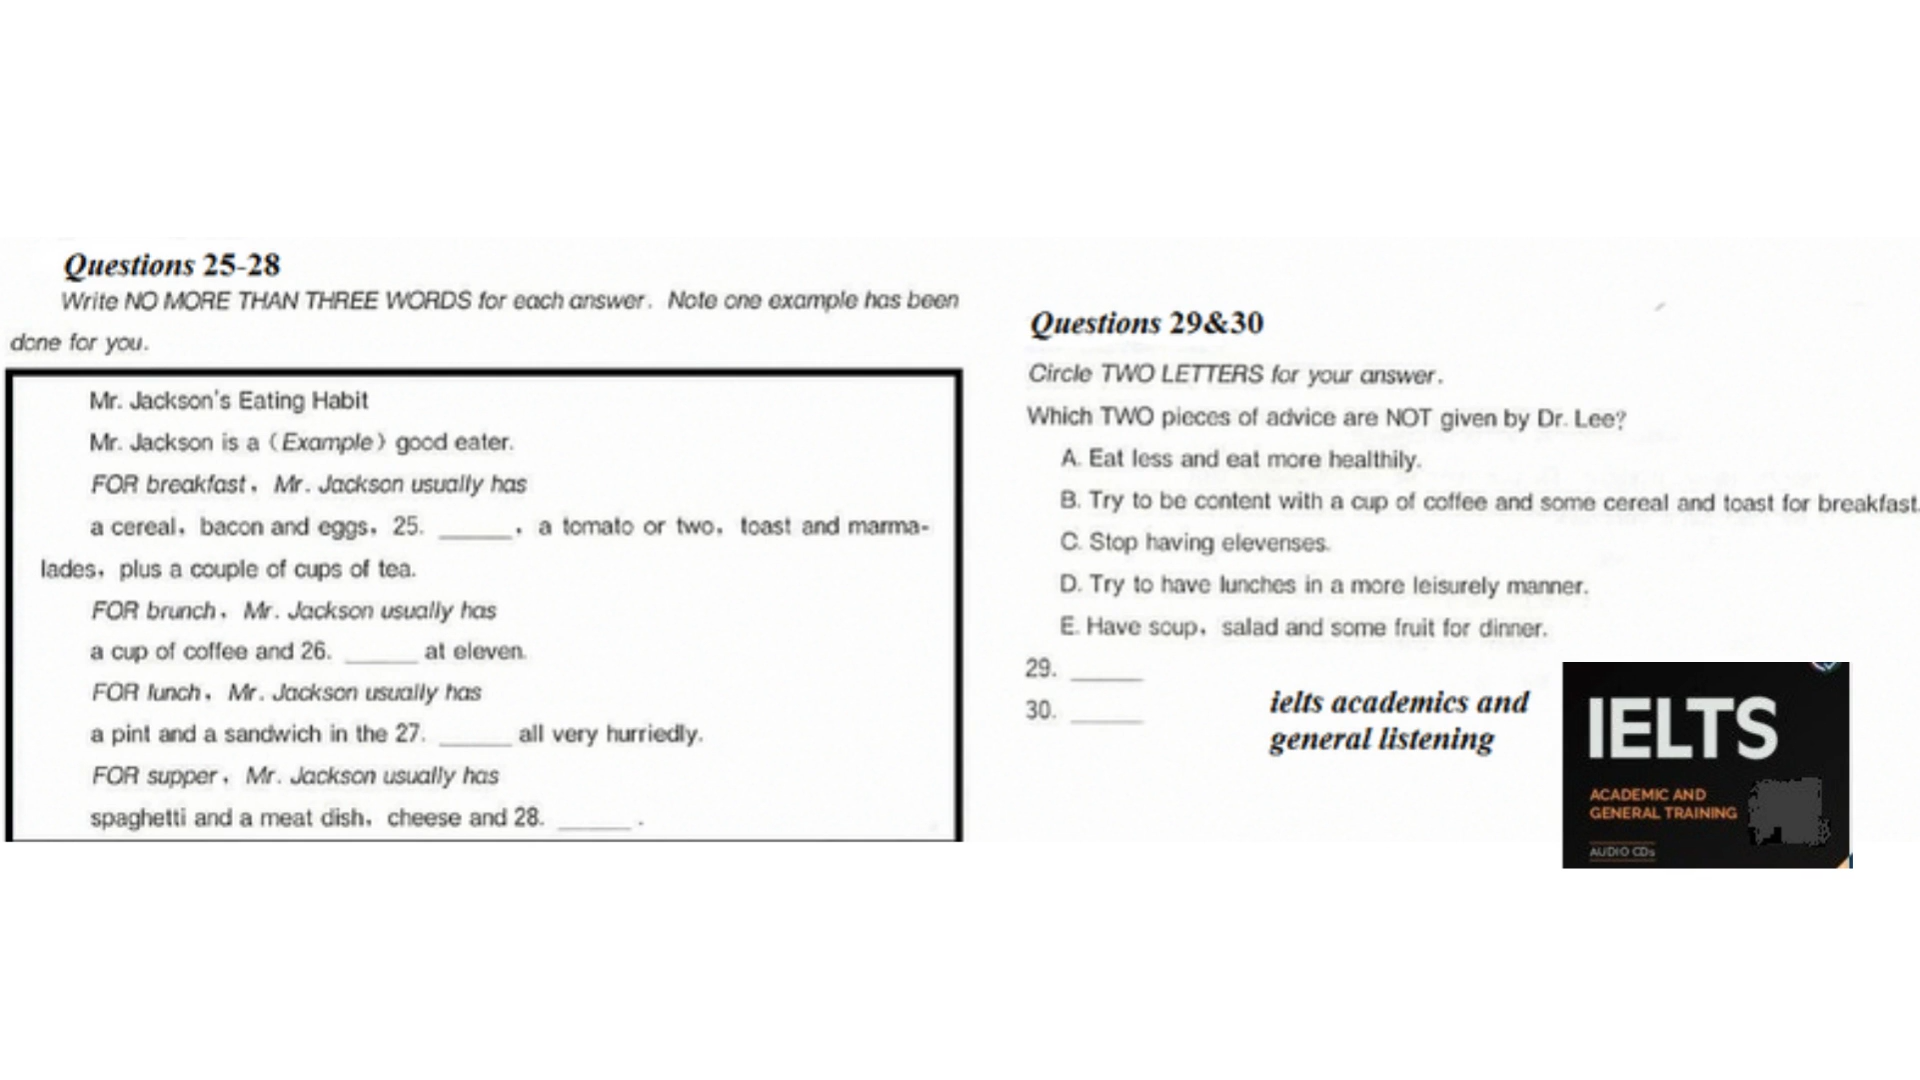 Questions 25-28
Write NO MORE THAN THREE WORDS for each answer. Note one example has been
done for you.
Mr. Jackson's Eating Habit
Mr. Jackson is a (Example) good eater.
FOR breakfast, Mr. Jackson usually has
a cereal, bacon and eggs, 25. ______, a tomato or two, toast and marma-
lades, plus a couple of cups of tea.
FOR brunch, Mr. Jackson usually has
a cup of coffee and 26. ______ at eleven.
FOR lunch, Mr. Jackson usually has
a pint and a sandwich in the 27. ______ all very hurriedly.
FOR supper, Mr. Jackson usually has
spaghetti and a meat dish, cheese and 28. ______.
Questions 29&30
Circle TWO LETTERS for your answer.
Which TWO pieces of advice are NOT given by Dr. Lee?
A. Eat less and eat more healthily.
B. Try to be content with a cup of coffee and some cereal and toast for breakfast.
C. Stop having elevenses.
D. Try to have lunches in a more leisurely manner.
E. Have soup, salad and some fruit for dinner.
29. ______
30. ______
ielts academics and
general listening
IELTS
ACADEMIC AND
GENERAL TRAINING
AUDIO CDs